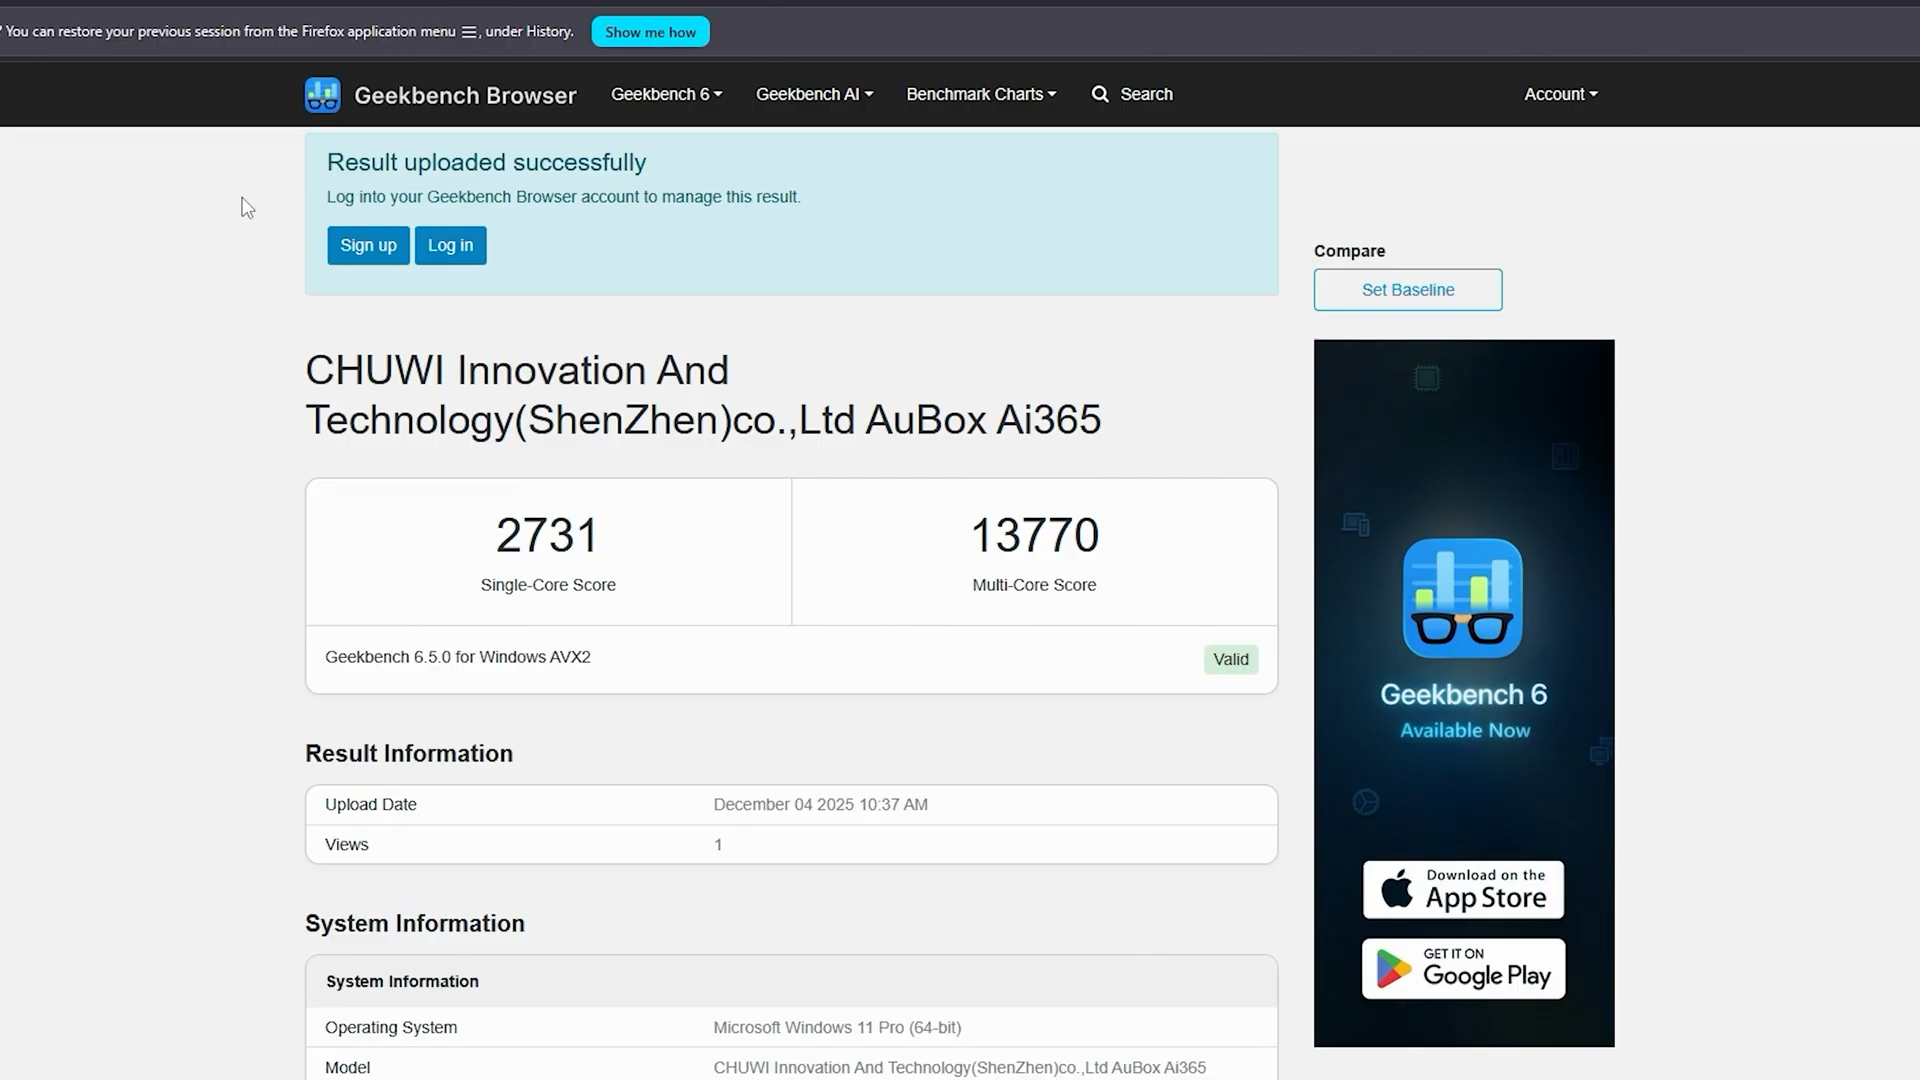 ? You can restore your previous session from the Firefox application menu ☰, under History.
Show me how
Geekbench Browser
Geekbench 6
Geekbench AI
Benchmark Charts
Search
Account
Result uploaded successfully
Log into your Geekbench Browser account to manage this result.
Sign up
Log in
Compare
Set Baseline
CHUWI Innovation And
Technology(ShenZhen)co.,Ltd AuBox Ai365
2731
Single-Core Score
13770
Multi-Core Score
Geekbench 6.5.0 for Windows AVX2
Valid
Geekbench 6
Available Now
Result Information
Upload Date December 04 2025 10:37 AM
Views 1
Download on the
App Store
GET IT ON
Google Play
System Information
System Information
Operating System Microsoft Windows 11 Pro (64-bit)
Model CHUWI Innovation And Technology(ShenZhen)co.,Ltd AuBox Ai365